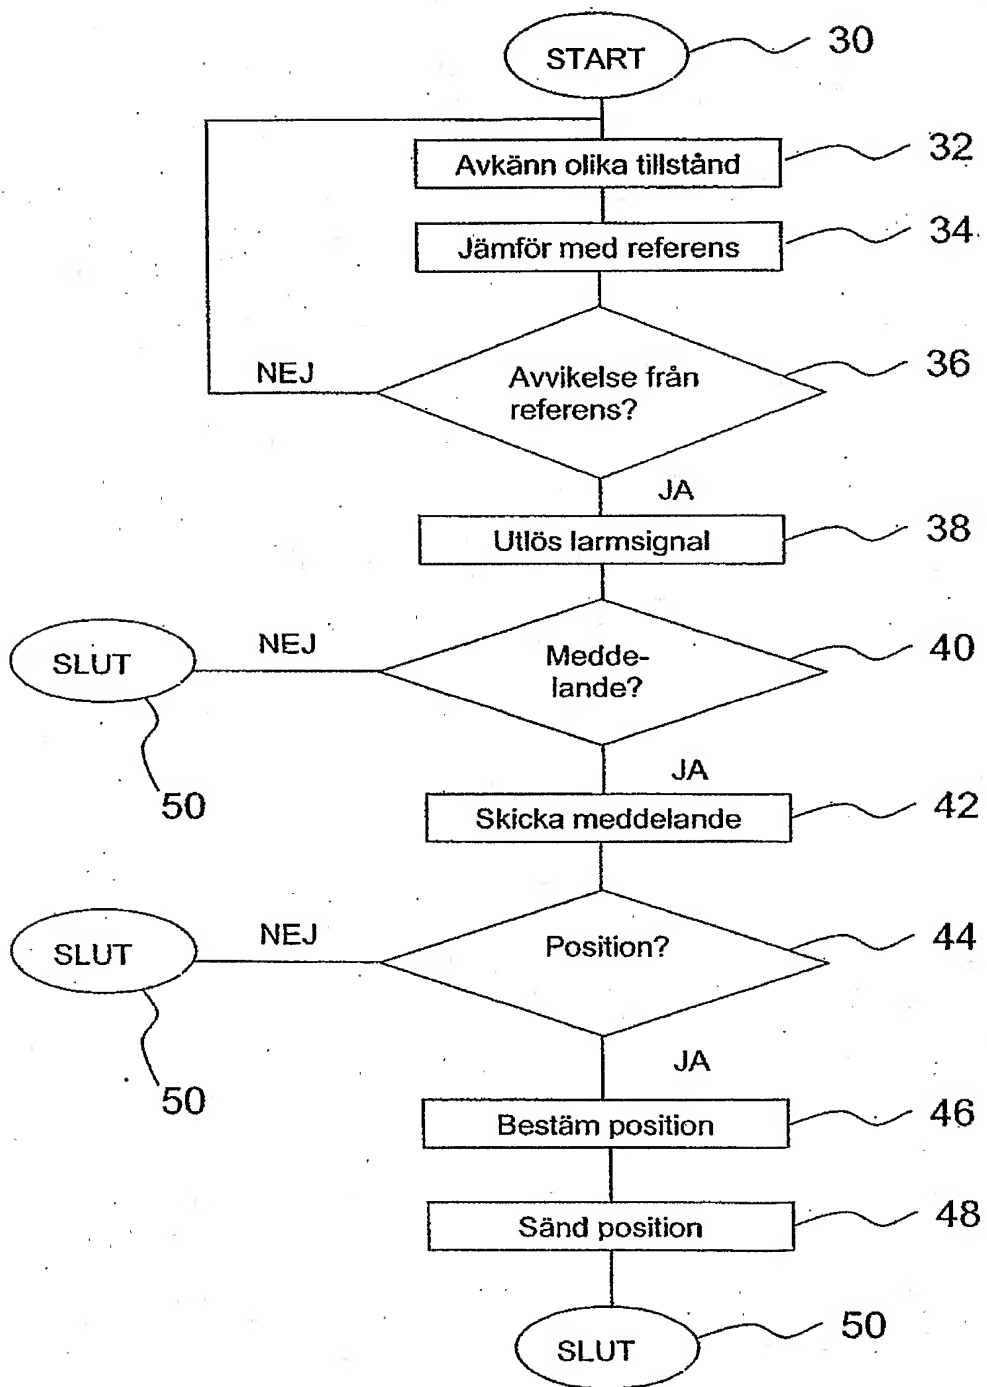 START
30
Avkänn olika tillstånd
32
Jämför med referens
34
NEJ
Avvikelse från
referens?
36
JA
Utlös larmsignal
38
SLUT
NEJ
Medde-
lande?
40
50
JA
Skicka meddelande
42
SLUT
NEJ
Position?
44
50
JA
Bestäm position
46
Sänd position
48
SLUT
50